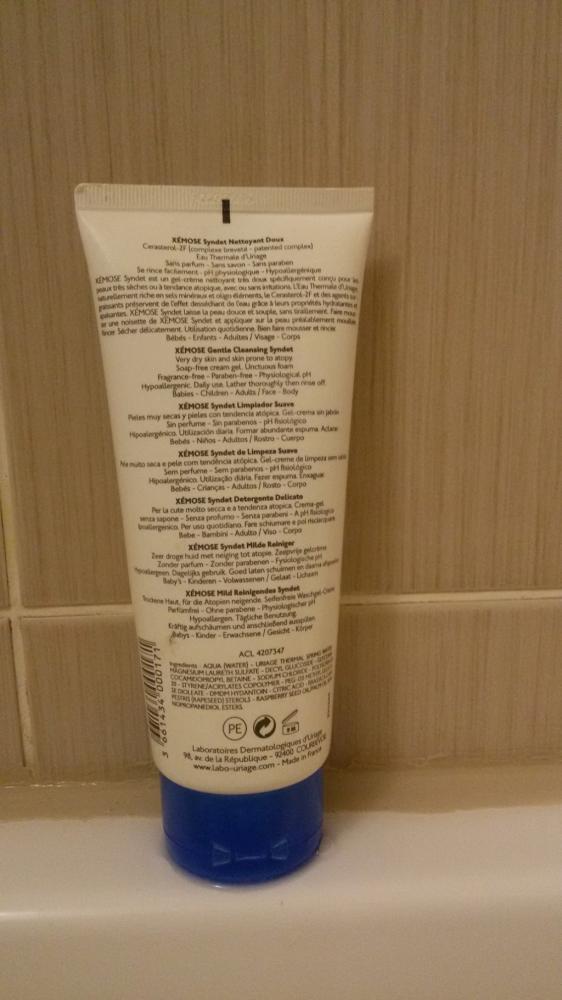 XÉMOSE Syndet Nettoyant Doux
Cerasterol-2F (complexe breveté - patented complex)
Eau Thermale d'Uriage
Sans parfum - Sans savon - Sans paraben
Se rince facilement - pH physiologique - Hypoallergénique
XÉMOSE Syndet est un gel-crème nettoyant très doux spécifiquement conçu pour les
peaux très sèches ou à tendance atopique, avec ou sans irritations. L'Eau Thermale d'Uriage,
naturellement riche en sels minéraux et oligo-éléments, le Cerasterol-2F et des agents sur-
graissants préservent de l'effet desséchant de l'eau grâce à leurs propriétés hydratantes et
apaisantes. XÉMOSE Syndet laisse la peau douce et souple, sans tiraillement. Faire mousser
une noisette de XÉMOSE Syndet et appliquer sur la peau préalablement mouillée
Sécher délicatement. Utilisation quotidienne. Bien faire mousser et rincer.
Bébés - Enfants - Adultes / Visage - Corps
XÉMOSE Gentle Cleansing Syndet
Very dry skin and skin prone to atopy.
Soap-free cream gel. Unctuous foam
Fragrance-free - Paraben-free - Physiological pH
Hypoallergenic. Daily use. Lather thoroughly then rinse off.
Babies - Children - Adults / Face - Body
XÉMOSE Syndet Limpiador Suave
Pieles muy secas y pieles con tendencia atópica. Gel-crema sin jabón
Sin perfume - Sin parabenos - pH fisiológico
Hipoalergénico. Utilización diaria. Formar abundante espuma. Aclarar
Bebés - Niños - Adultos / Rostro - Cuerpo
XÉMOSE Syndet de Limpeza Suave
Pele muito seca e pele com tendência atópica. Gel-creme de limpeza sem sabão
Sem perfume - Sem parabenos - pH fisiológico
Hipoalergénico. Utilização diária. Fazer espuma. Enxaguar.
Bebés - Crianças - Adultos / Rosto - Corpo
XÉMOSE Syndet Detergente Delicato
Per la cute molto secca e a tendenza atopica. Crema-gel
senza sapone - Senza profumo - Senza parabeni - A pH fisiologico
Ipoallergenico. Per uso quotidiano. Fare schiumare e poi risciacquare.
Bebe - Bambini - Adulto / Viso - Corpo
XÉMOSE Syndet Milde Reiniger
Zeer droge huid met neiging tot atopie. Zeepvrije gelcrème
Zonder parfum - Zonder parabenen - Fysiologische pH
Hypoallergeen. Dagelijks gebruik. Goed laten schuimen en daarna afspoelen
Baby's - Kinderen - Volwassenen / Gelaat - Lichaam
XÉMOSE Mild Reinigendes Syndet
Trockene Haut, für die Atopien neigende. Seifenfreie Waschgel-Creme
Parfümfrei - Ohne parabene - Physiologischer pH
Hypoallergen. Tägliche Benutzung.
Kräftig aufschäumen und anschließend ausspülen.
Babys - Kinder - Erwachsene / Gesicht - Körper
ACL 4207347
Ingredients : AQUA (WATER) - URIAGE THERMAL SPRING WATER
MAGNESIUM LAURETH SULFATE - DECYL GLUCOSIDE
COCAMIDOPROPYL BETAINE - SODIUM CHLORIDE
STYRENE/ACRYLATES COPOLYMER
DIOLEATE - DMDM HYDANTOIN - CITRIC ACID
(RAPESEED) STEROLS - RASPBERRY SEED OIL/PALM OIL
AMINOPROPANEDIOL ESTERS.
3 661434 000171
PE
Laboratoires Dermatologiques d'Uriage
98, av. de la République - 92400 COURBEVOIE
www.labo-uriage.com - Made in France